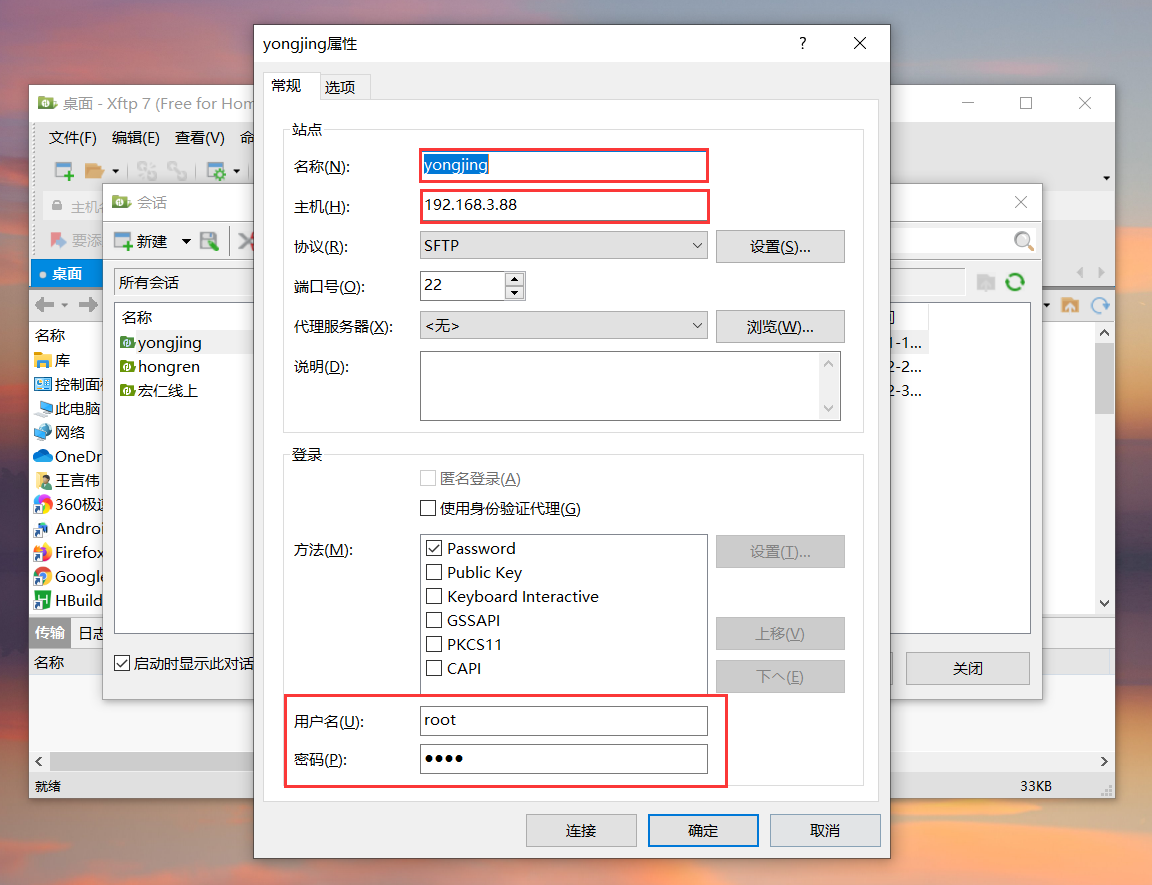 yongjing属性
常规 选项
桌面 - Xftp 7 (Free for Hom
文件(F) 编辑(E) 查看(V) 命
主机
会话
要添
新建
桌面
所有会话
名称
yongjing
hongren
宏仁线上
1-1...
2-2...
2-3...
名称
库
控制面板
此电脑
网络
OneDr
王言伟
360极速
Androi
Firefox
Google
HBuild
传输 日志
名称
启动时显示此对话
关闭
就绪
33KB
站点
名称(N): yongjing
主机(H): 192.168.3.88
协议(R): SFTP 设置(S)...
端口号(O): 22
代理服务器(X): <无> 浏览(W)...
说明(D):
登录
匿名登录(A)
使用身份验证代理(G)
方法(M):
Password 设置(T)...
Public Key
Keyboard Interactive
GSSAPI 上移(V)
PKCS11
CAPI 下へ(E)
用户名(U): root
密码(P): ●●●●
连接 确定 取消